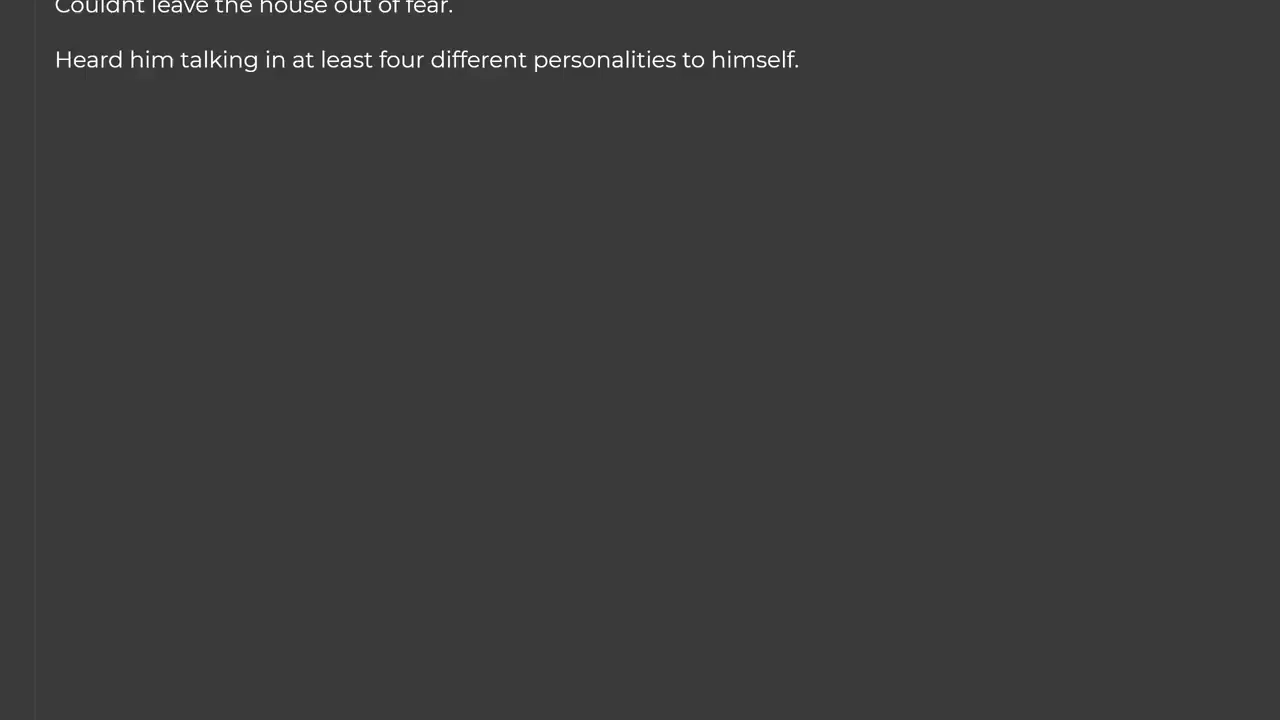 Couldnt leave the house out of fear.
Heard him talking in at least four different personalities to himself.